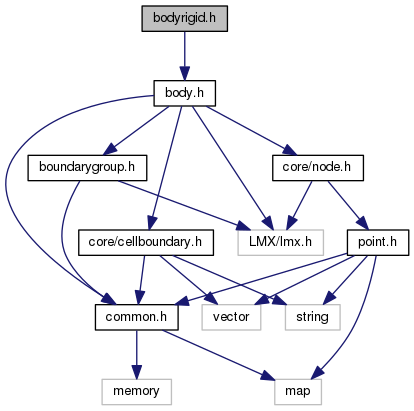 bodyrigid.h
body.h
boundarygroup.h
core/node.h
core/cellboundary.h
LMX/lmx.h
point.h
common.h
vector
string
memory
map